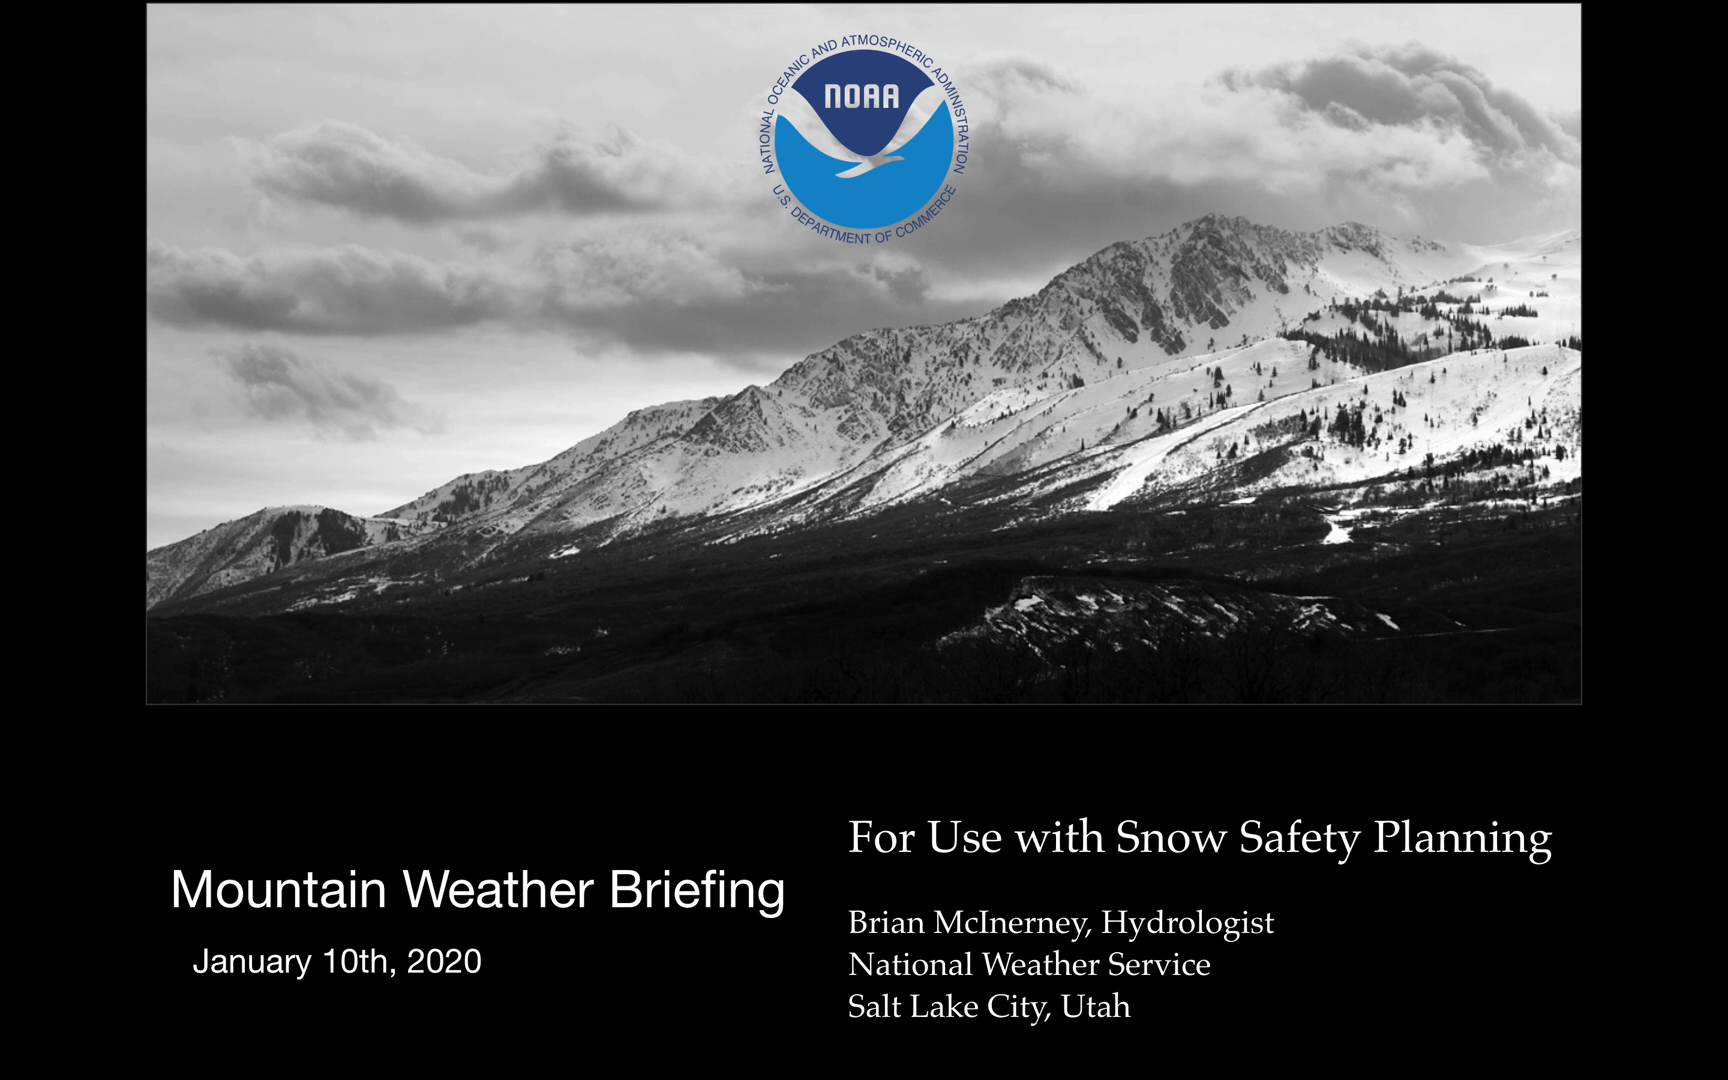 NATIONAL OCEANIC AND ATMOSPHERIC ADMINISTRATION
NOAA
U.S. DEPARTMENT OF COMMERCE
Mountain Weather Briefing
January 10th, 2020
For Use with Snow Safety Planning
Brian McInerney, Hydrologist
National Weather Service
Salt Lake City, Utah